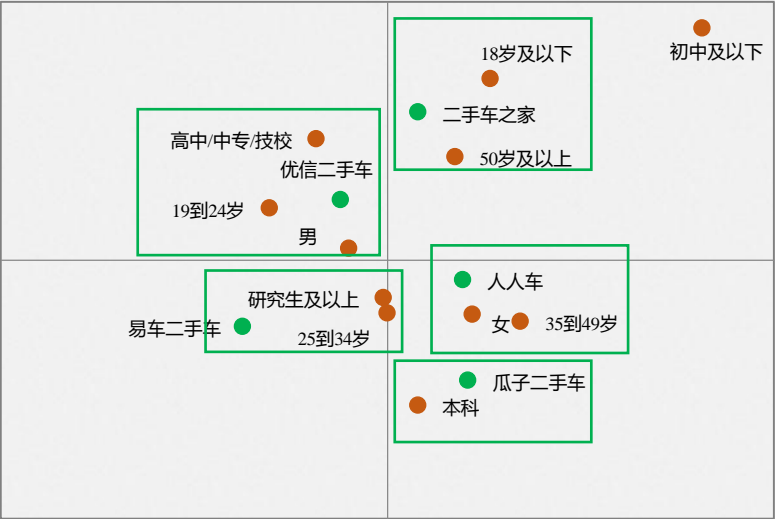 初中及以下
18岁及以下
二手车之家
50岁及以上
高中/中专/技校
优信二手车
19到24岁
男
人人车
女
35到49岁
研究生及以上
易车二手车
25到34岁
瓜子二手车
本科